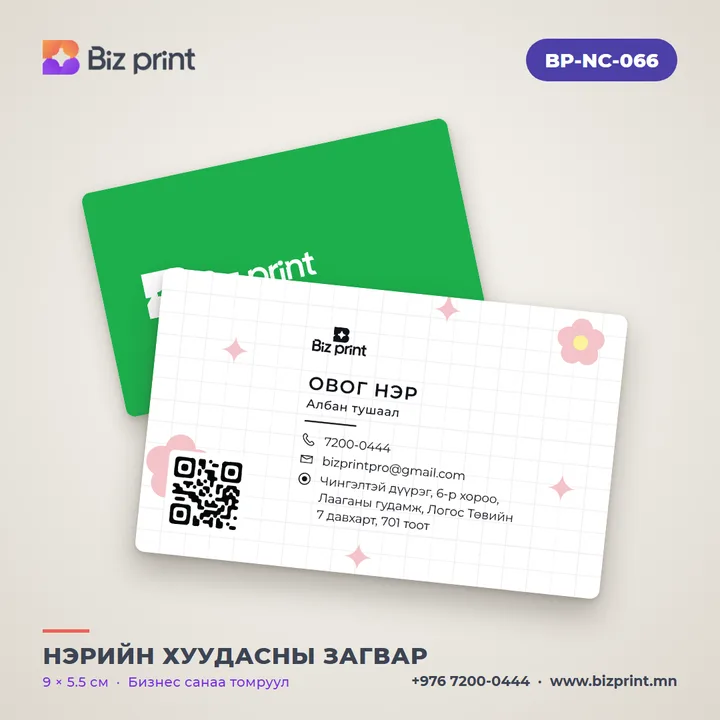 Biz print
BP-NC-066
print
Biz print
ОВОГ НЭР
Албан тушаал
7200-0444
bizprintpro@gmail.com
Чингэлтэй дүүрэг, 6-р хороо,
Лааганы гудамж, Логос Төвийн
7 давхарт, 701 тоот
НЭРИЙН ХУУДАСНЫ ЗАГВАР
9 × 5.5 см · Бизнес санаа томруул
+976 7200-0444 · www.bizprint.mn